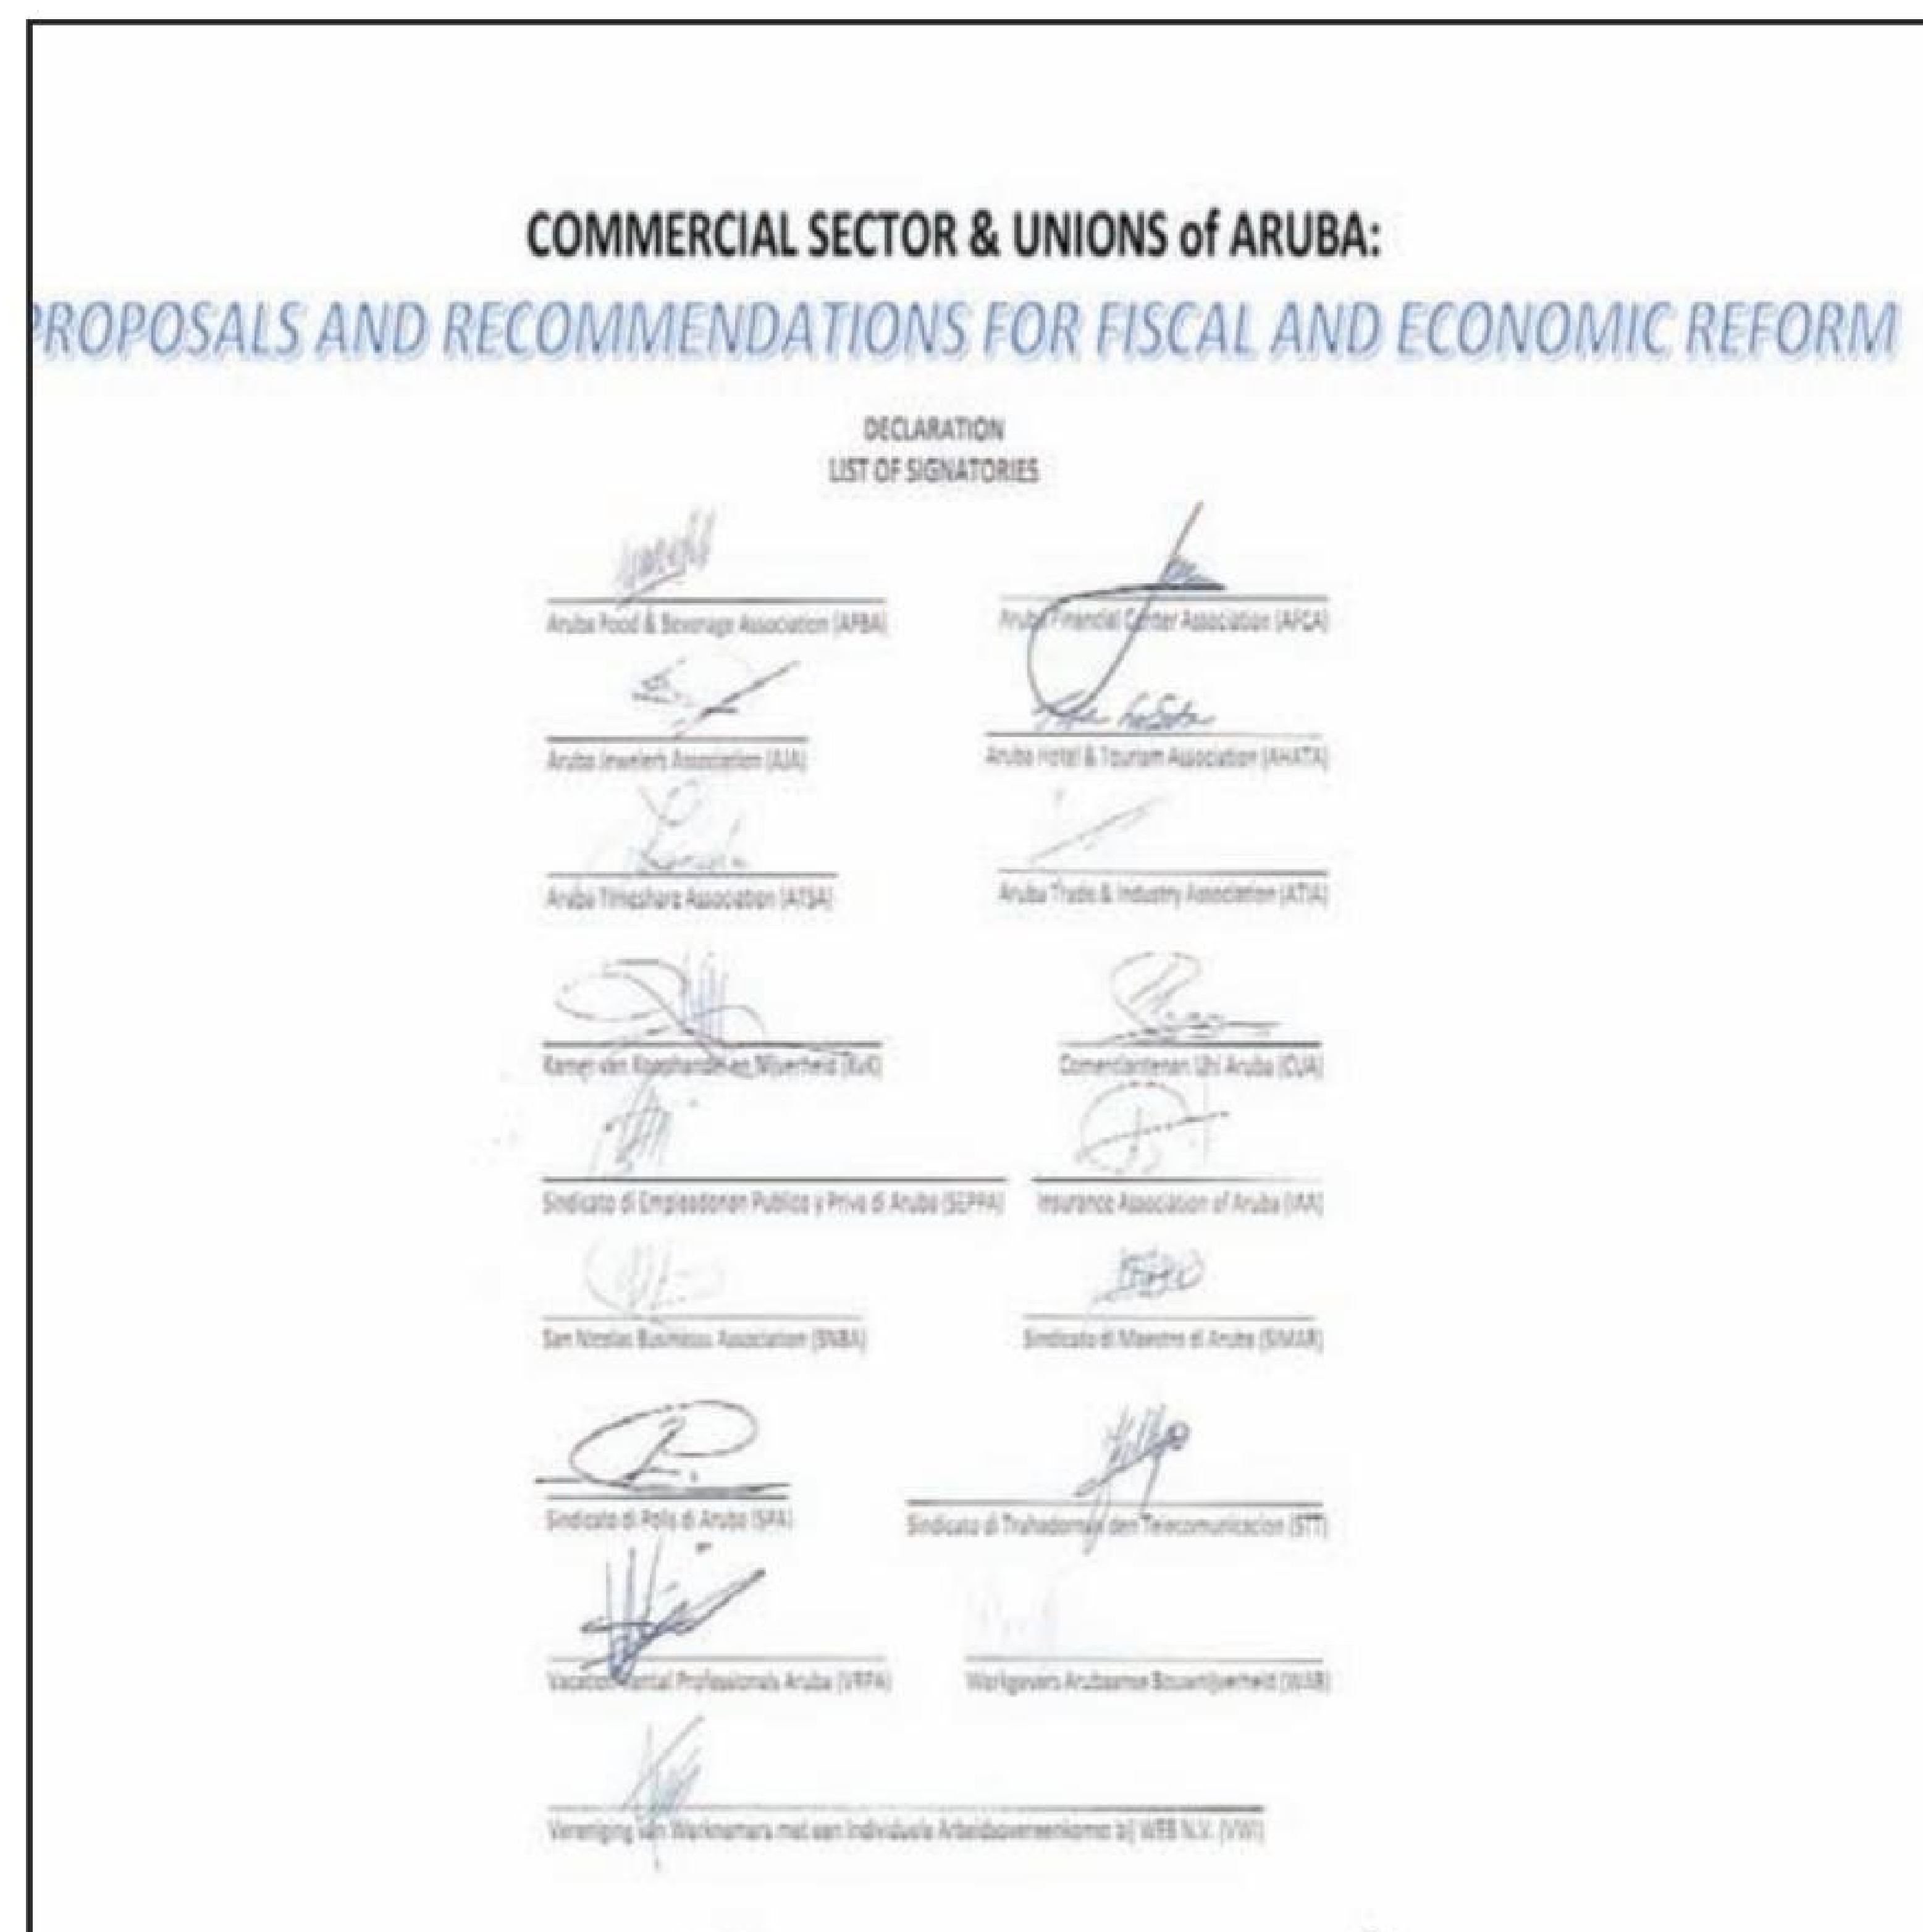 COMMERCIAL SECTOR & UNIONS of ARUBA:
PROPOSALS AND RECOMMENDATIONS FOR FISCAL AND ECONOMIC REFORM
DECLARATION
LIST OF SIGNATORIES
Aruba Food & Beverage Association (AFBA) Aruba Financial Center Association (AFCA)
Aruba Jewelers Association (AJA) Aruba Hotel & Tourism Association (AHATA)
Aruba Timeshare Association (ATSA) Aruba Trade & Industry Association (ATIA)
Kamer van Koophandel en Nijverheid (KvK) Comerciantenan Uni Aruba (CUA)
Sindicato di Empleadonan Publico y Priva di Aruba (SEPPA) Insurance Association of Aruba (IAA)
San Nicolas Business Association (SNBA) Sindicato di Maestro di Aruba (SIMAR)
Sindicato di Polis di Aruba (SPA) Sindicato di Trahadornan den Telecomunicacion (STT)
Vacation Rental Professionals Aruba (VRPA) Werkgevers Arubaanse Bouwnijverheid (WAB)
Vereniging van Werknemers met een Individuele Arbeidsovereenkomst bij WEB N.V. (VWI)